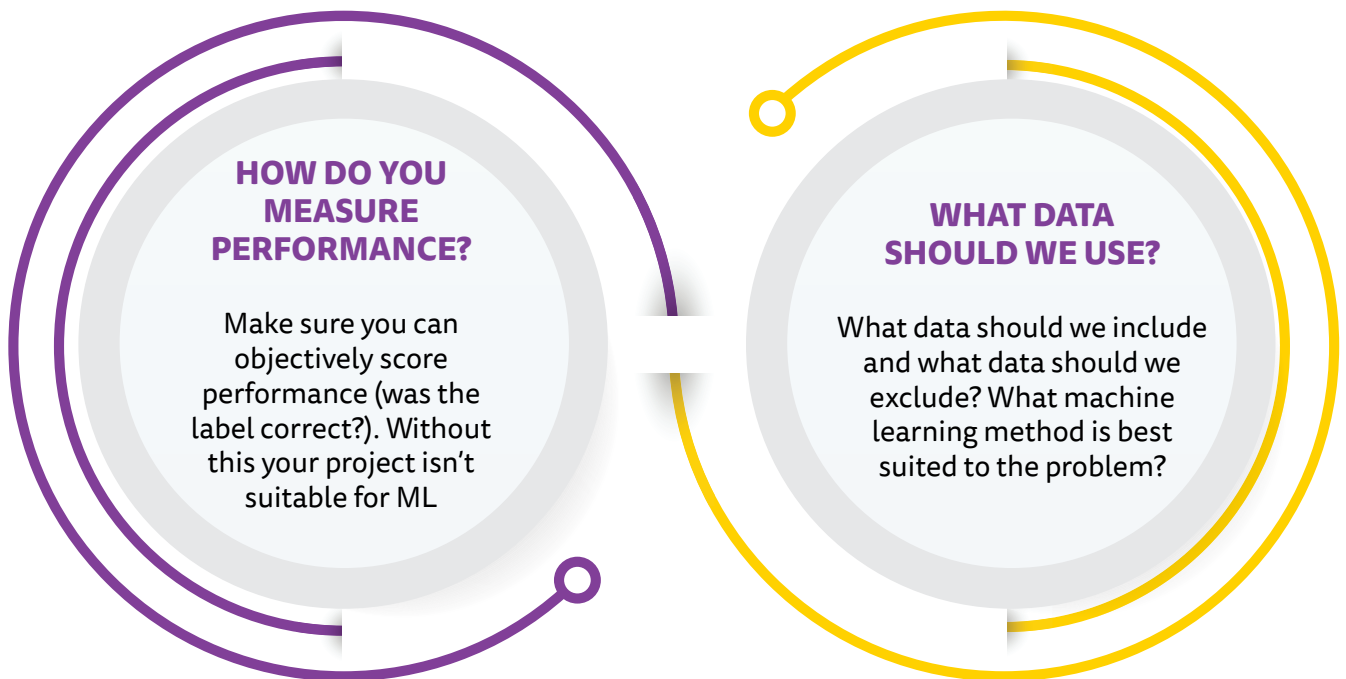 HOW DO YOU
MEASURE
PERFORMANCE?
Make sure you can
objectively score
performance (was the
label correct?). Without
this your project isn't
suitable for ML
WHAT DATA
SHOULD WE USE?
What data should we include
and what data should we
exclude? What machine
learning method is best
suited to the problem?